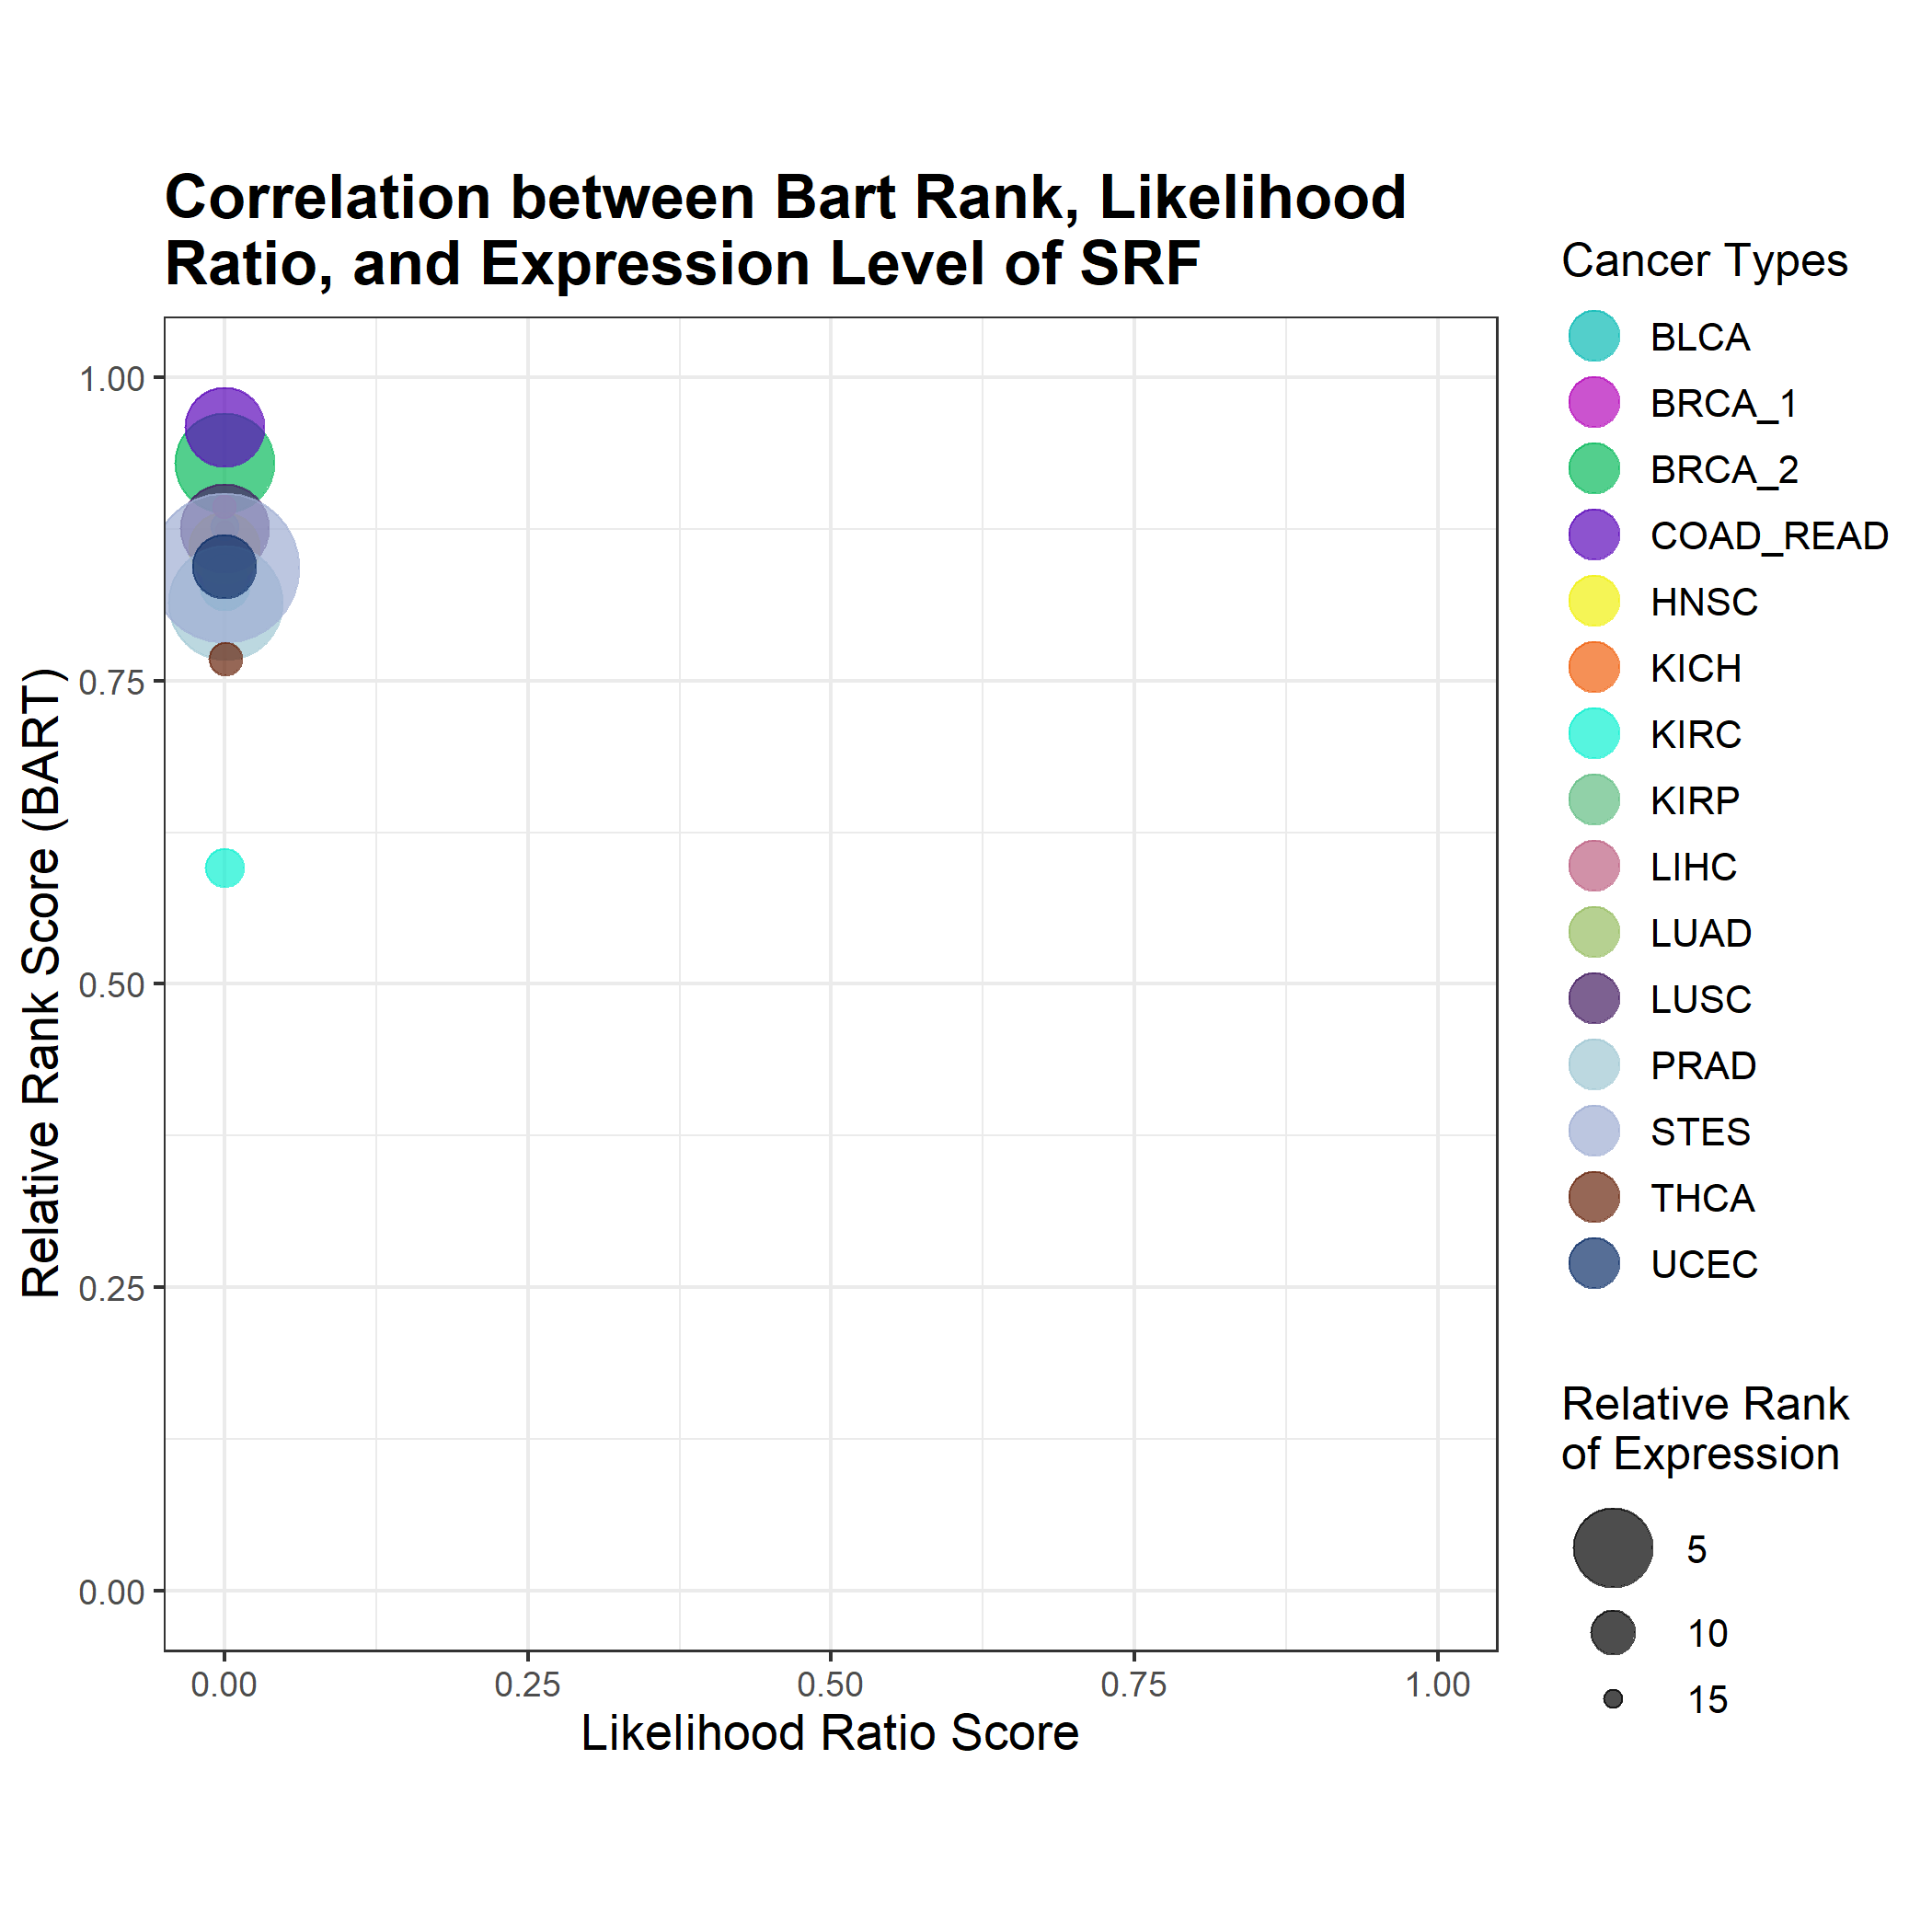 Correlation between Bart Rank, Likelihood
Ratio, and Expression Level of SRF
Relative Rank Score (BART)
1.00
0.75
0.50
0.25
0.00
0.00
0.25
0.50
0.75
1.00
Likelihood Ratio Score
Cancer Types
BLCA
BRCA_1
BRCA_2
COAD_READ
HNSC
KICH
KIRC
KIRP
LIHC
LUAD
LUSC
PRAD
STES
THCA
UCEC
Relative Rank
of Expression
5
10
15